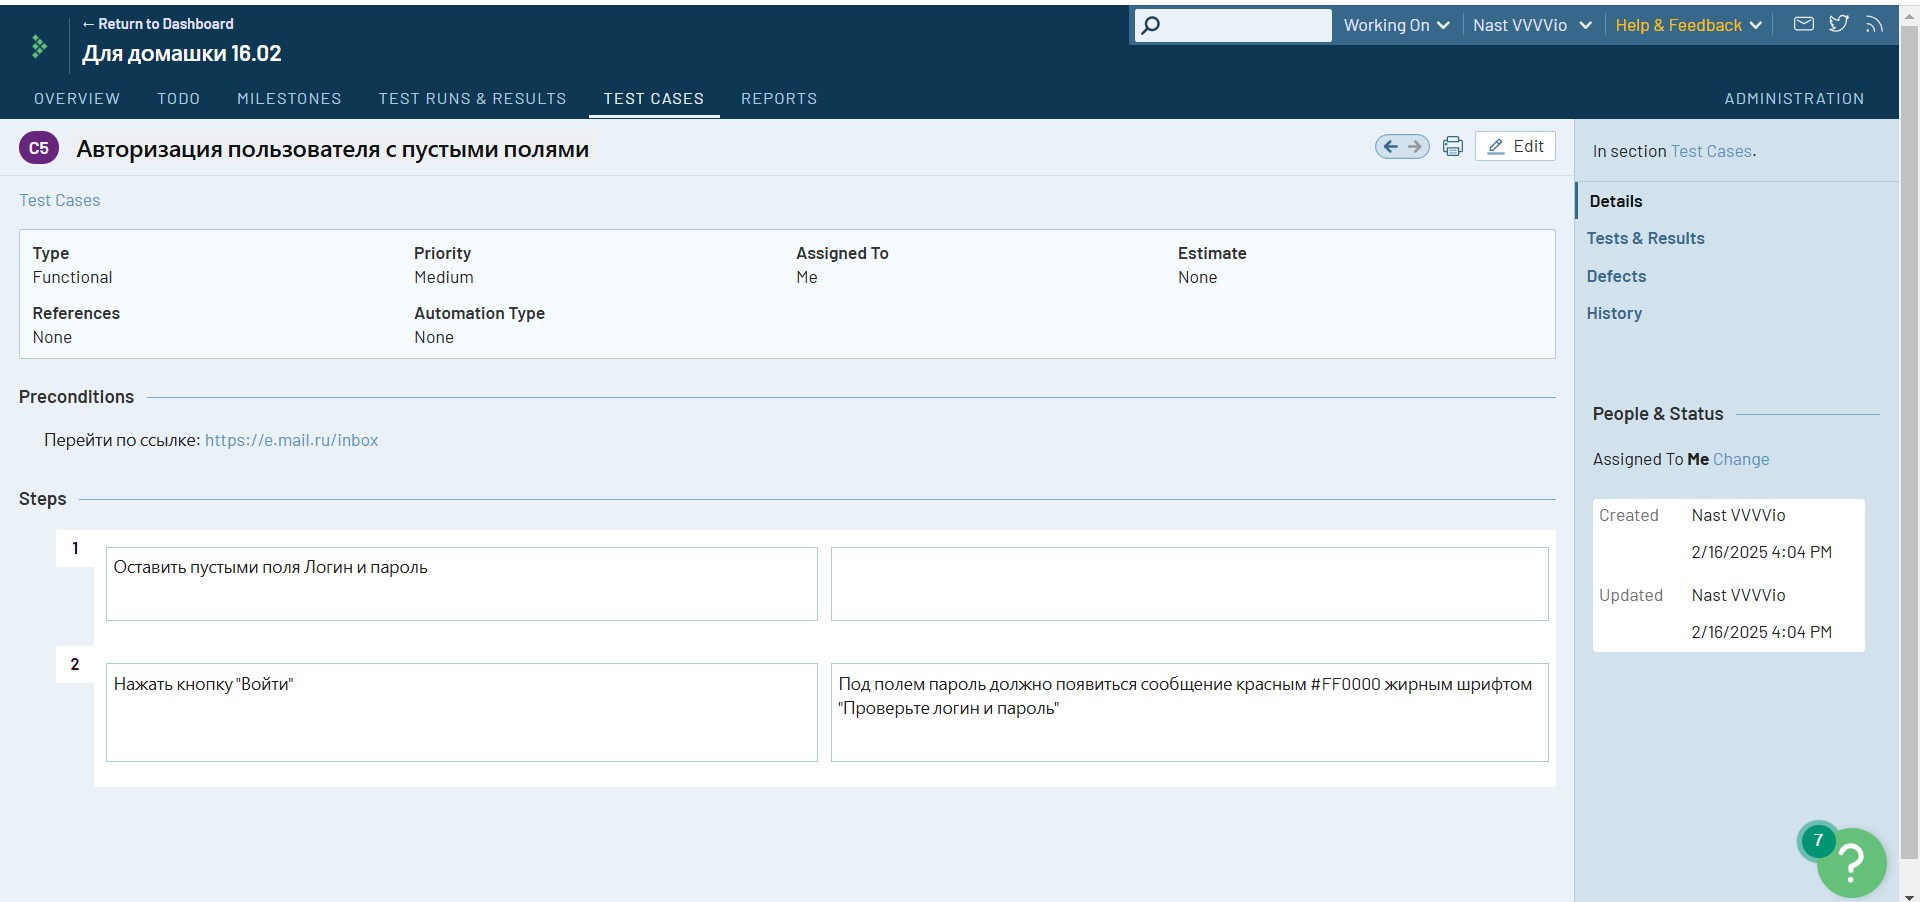 ← Return to Dashboard
Для домашки 16.02
Working On
Nast VVVVio
Help & Feedback
OVERVIEW
TODO
MILESTONES
TEST RUNS & RESULTS
TEST CASES
REPORTS
ADMINISTRATION
C5
Авторизация пользователя с пустыми полями
Edit
In section Test Cases.
Test Cases
Type
Functional
Priority
Medium
Assigned To
Me
Estimate
None
References
None
Automation Type
None
Preconditions
Перейти по ссылке: https://e.mail.ru/inbox
Steps
1
Оставить пустыми поля Логин и пароль
2
Нажать кнопку "Войти"
Под полем пароль должно появиться сообщение красным #FF0000 жирным шрифтом
"Проверьте логин и пароль"
Details
Tests & Results
Defects
History
People & Status
Assigned To Me Change
Created
Nast VVVVio
2/16/2025 4:04 PM
Updated
Nast VVVVio
2/16/2025 4:04 PM
7
?